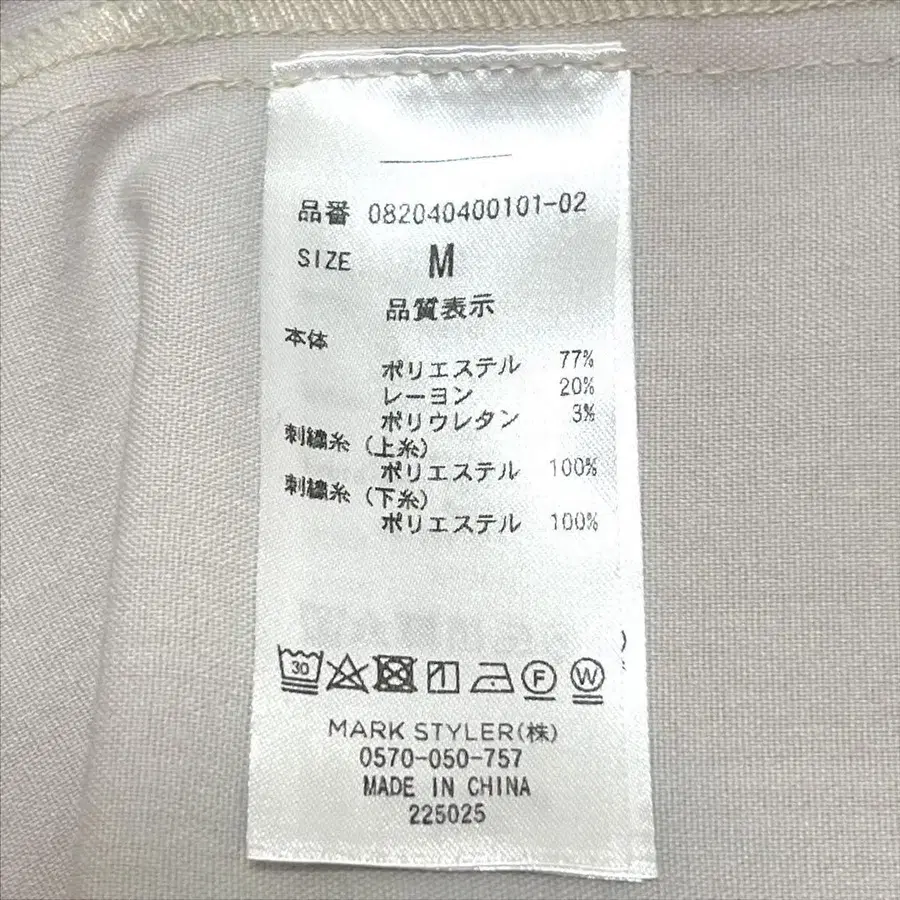 品番 082040400101-02
SIZE M
品質表示
本体
ポリエステル 77%
レーヨン 20%
ポリウレタン 3%
刺繍糸(上糸)
ポリエステル 100%
刺繍糸(下糸)
ポリエステル 100%
30 F W
MARK STYLER(株)
0570-050-757
MADE IN CHINA
225025